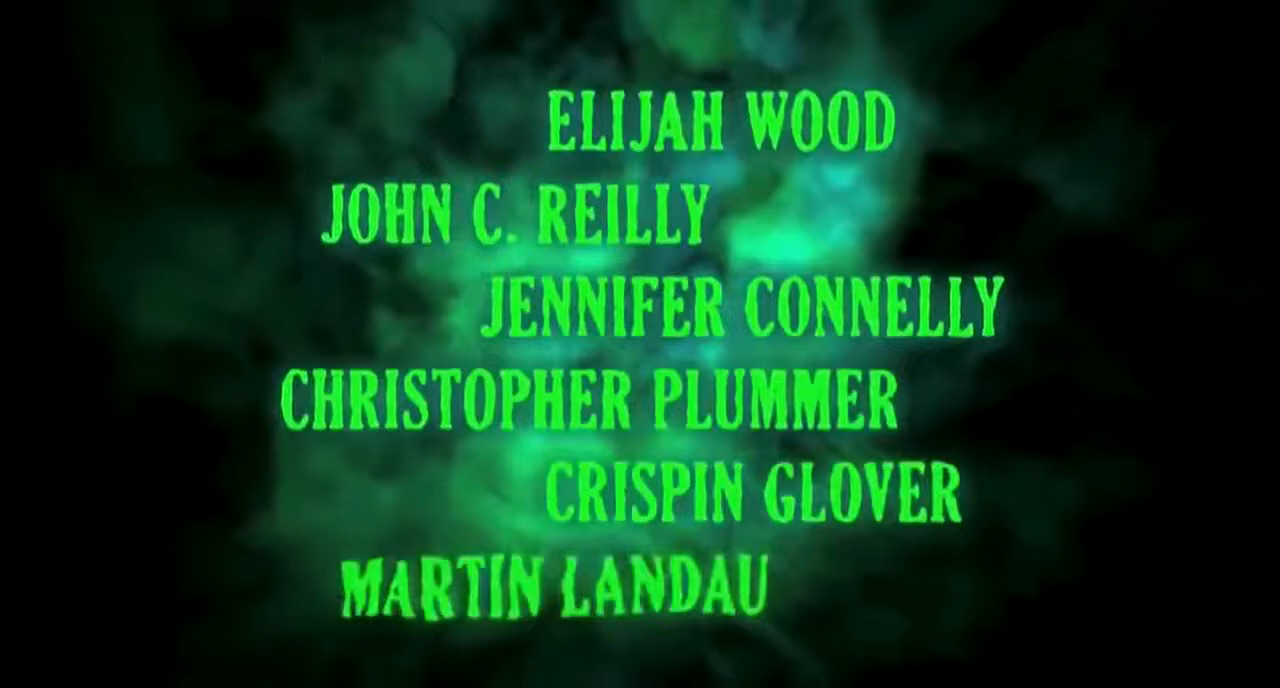 ELIJAH WOOD
JOHN C. REILLY
JENNIFER CONNELLY
CHRISTOPHER PLUMMER
CRISPIN GLOVER
MARTIN LANDAU